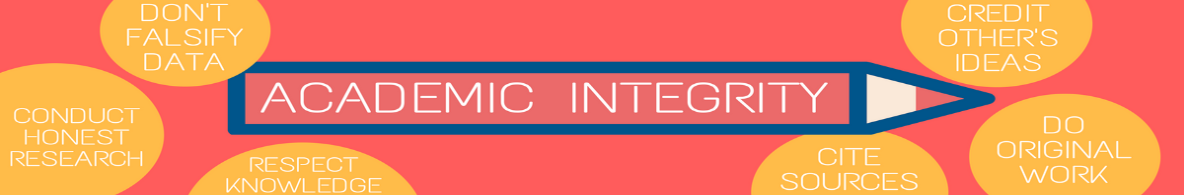 DON'T
FALSIFY
DATA
CONDUCT
HONEST
RESEARCH
RESPECT
KNOWLEDGE
ACADEMIC INTEGRITY
CREDIT
OTHER'S
IDEAS
CITE
SOURCES
DO
ORIGINAL
WORK